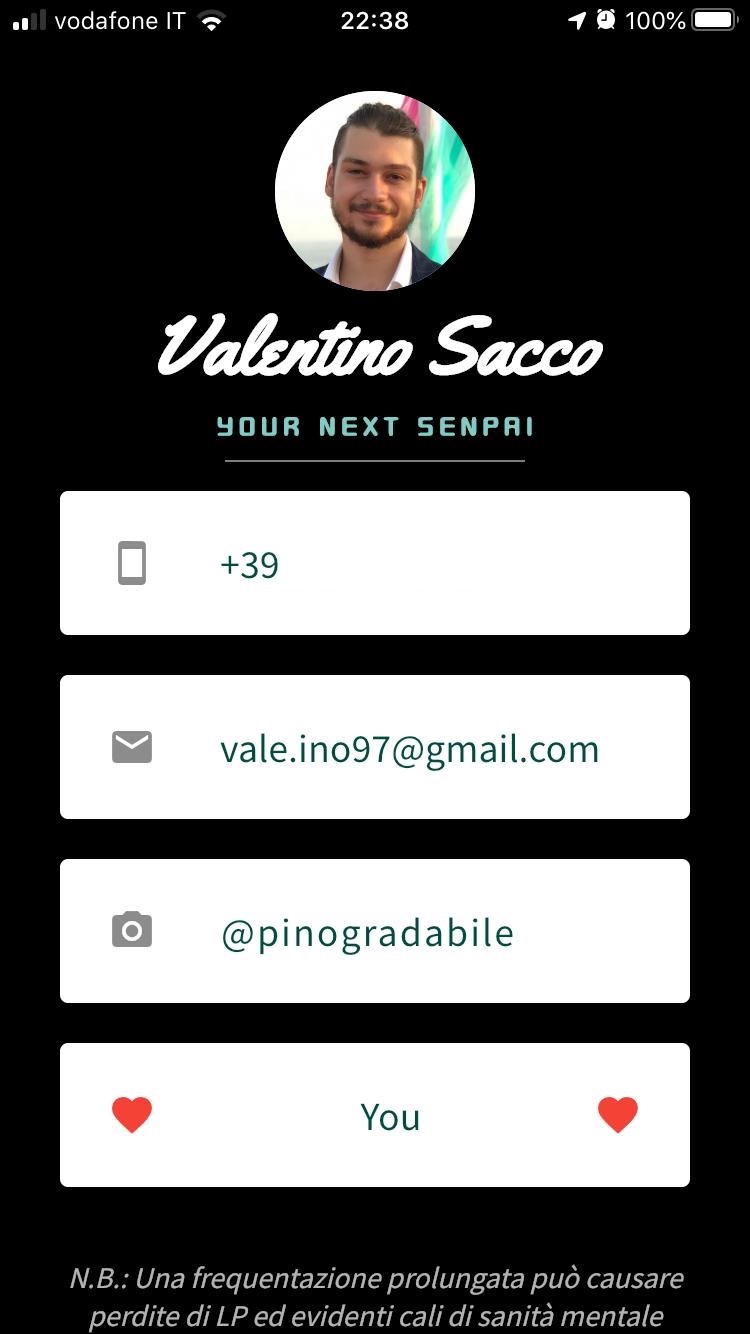 vodafone IT 22:38 100%
Valentino Sacco
YOUR NEXT SENPAI
+39
vale.ino97@gmail.com
@pinogradabile
You
N.B.: Una frequentazione prolungata può causare
perdite di LP ed evidenti cali di sanità mentale